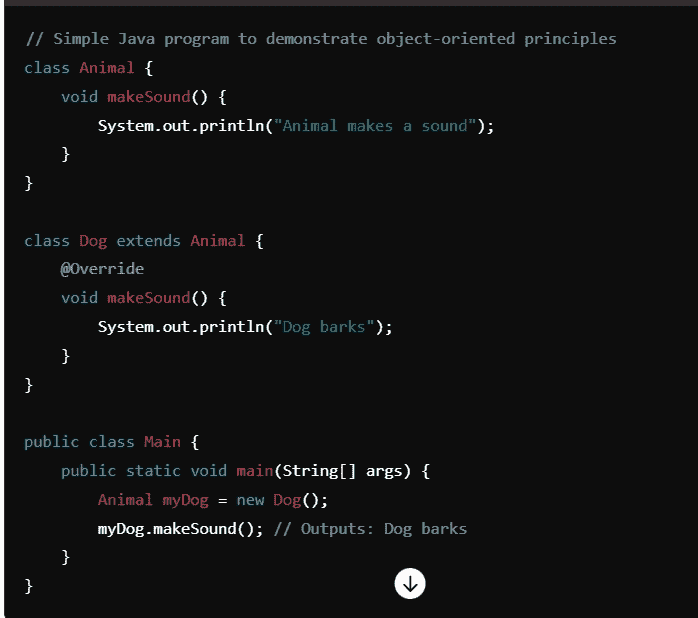 // Simple Java program to demonstrate object-oriented principles
class Animal {
    void makeSound() {
        System.out.println("Animal makes a sound");
    }
}
class Dog extends Animal {
    @Override
    void makeSound() {
        System.out.println("Dog barks");
    }
}
public class Main {
    public static void main(String[] args) {
        Animal myDog = new Dog();
        myDog.makeSound(); // Outputs: Dog barks
    }
}